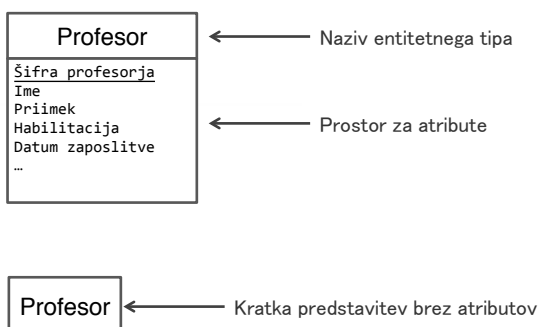 Profesor
Naziv entitetnega tipa
Šifra profesorja
Ime
Priimek
Habilitacija
Datum zaposlitve
…
Prostor za atribute
Profesor
Kratka predstavitev brez atributov